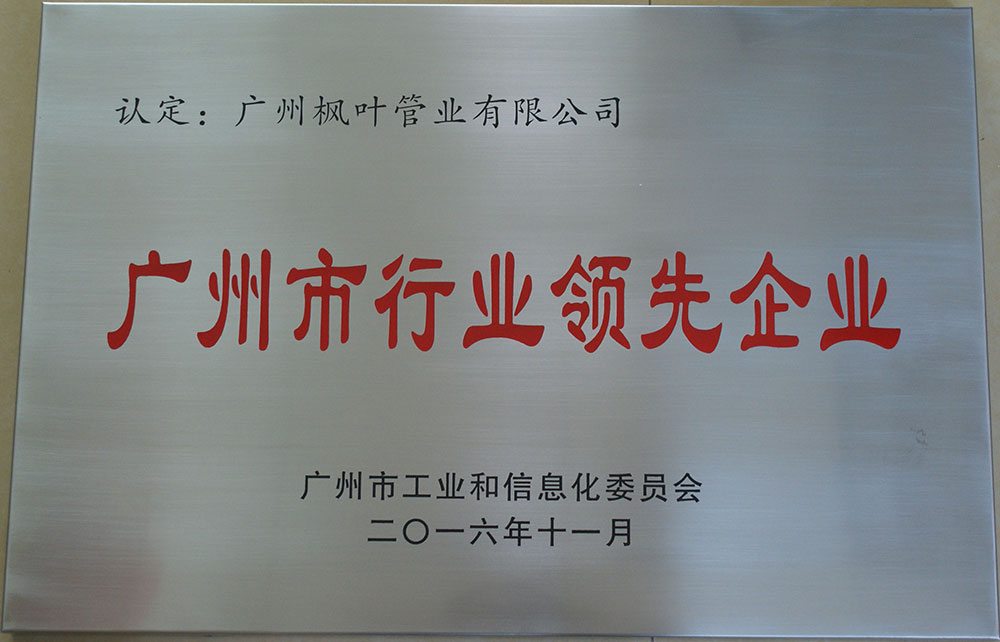 认定：广州枫叶管业有限公司
广州市行业领先企业
广州市工业和信息化委员会
二〇一六年十一月